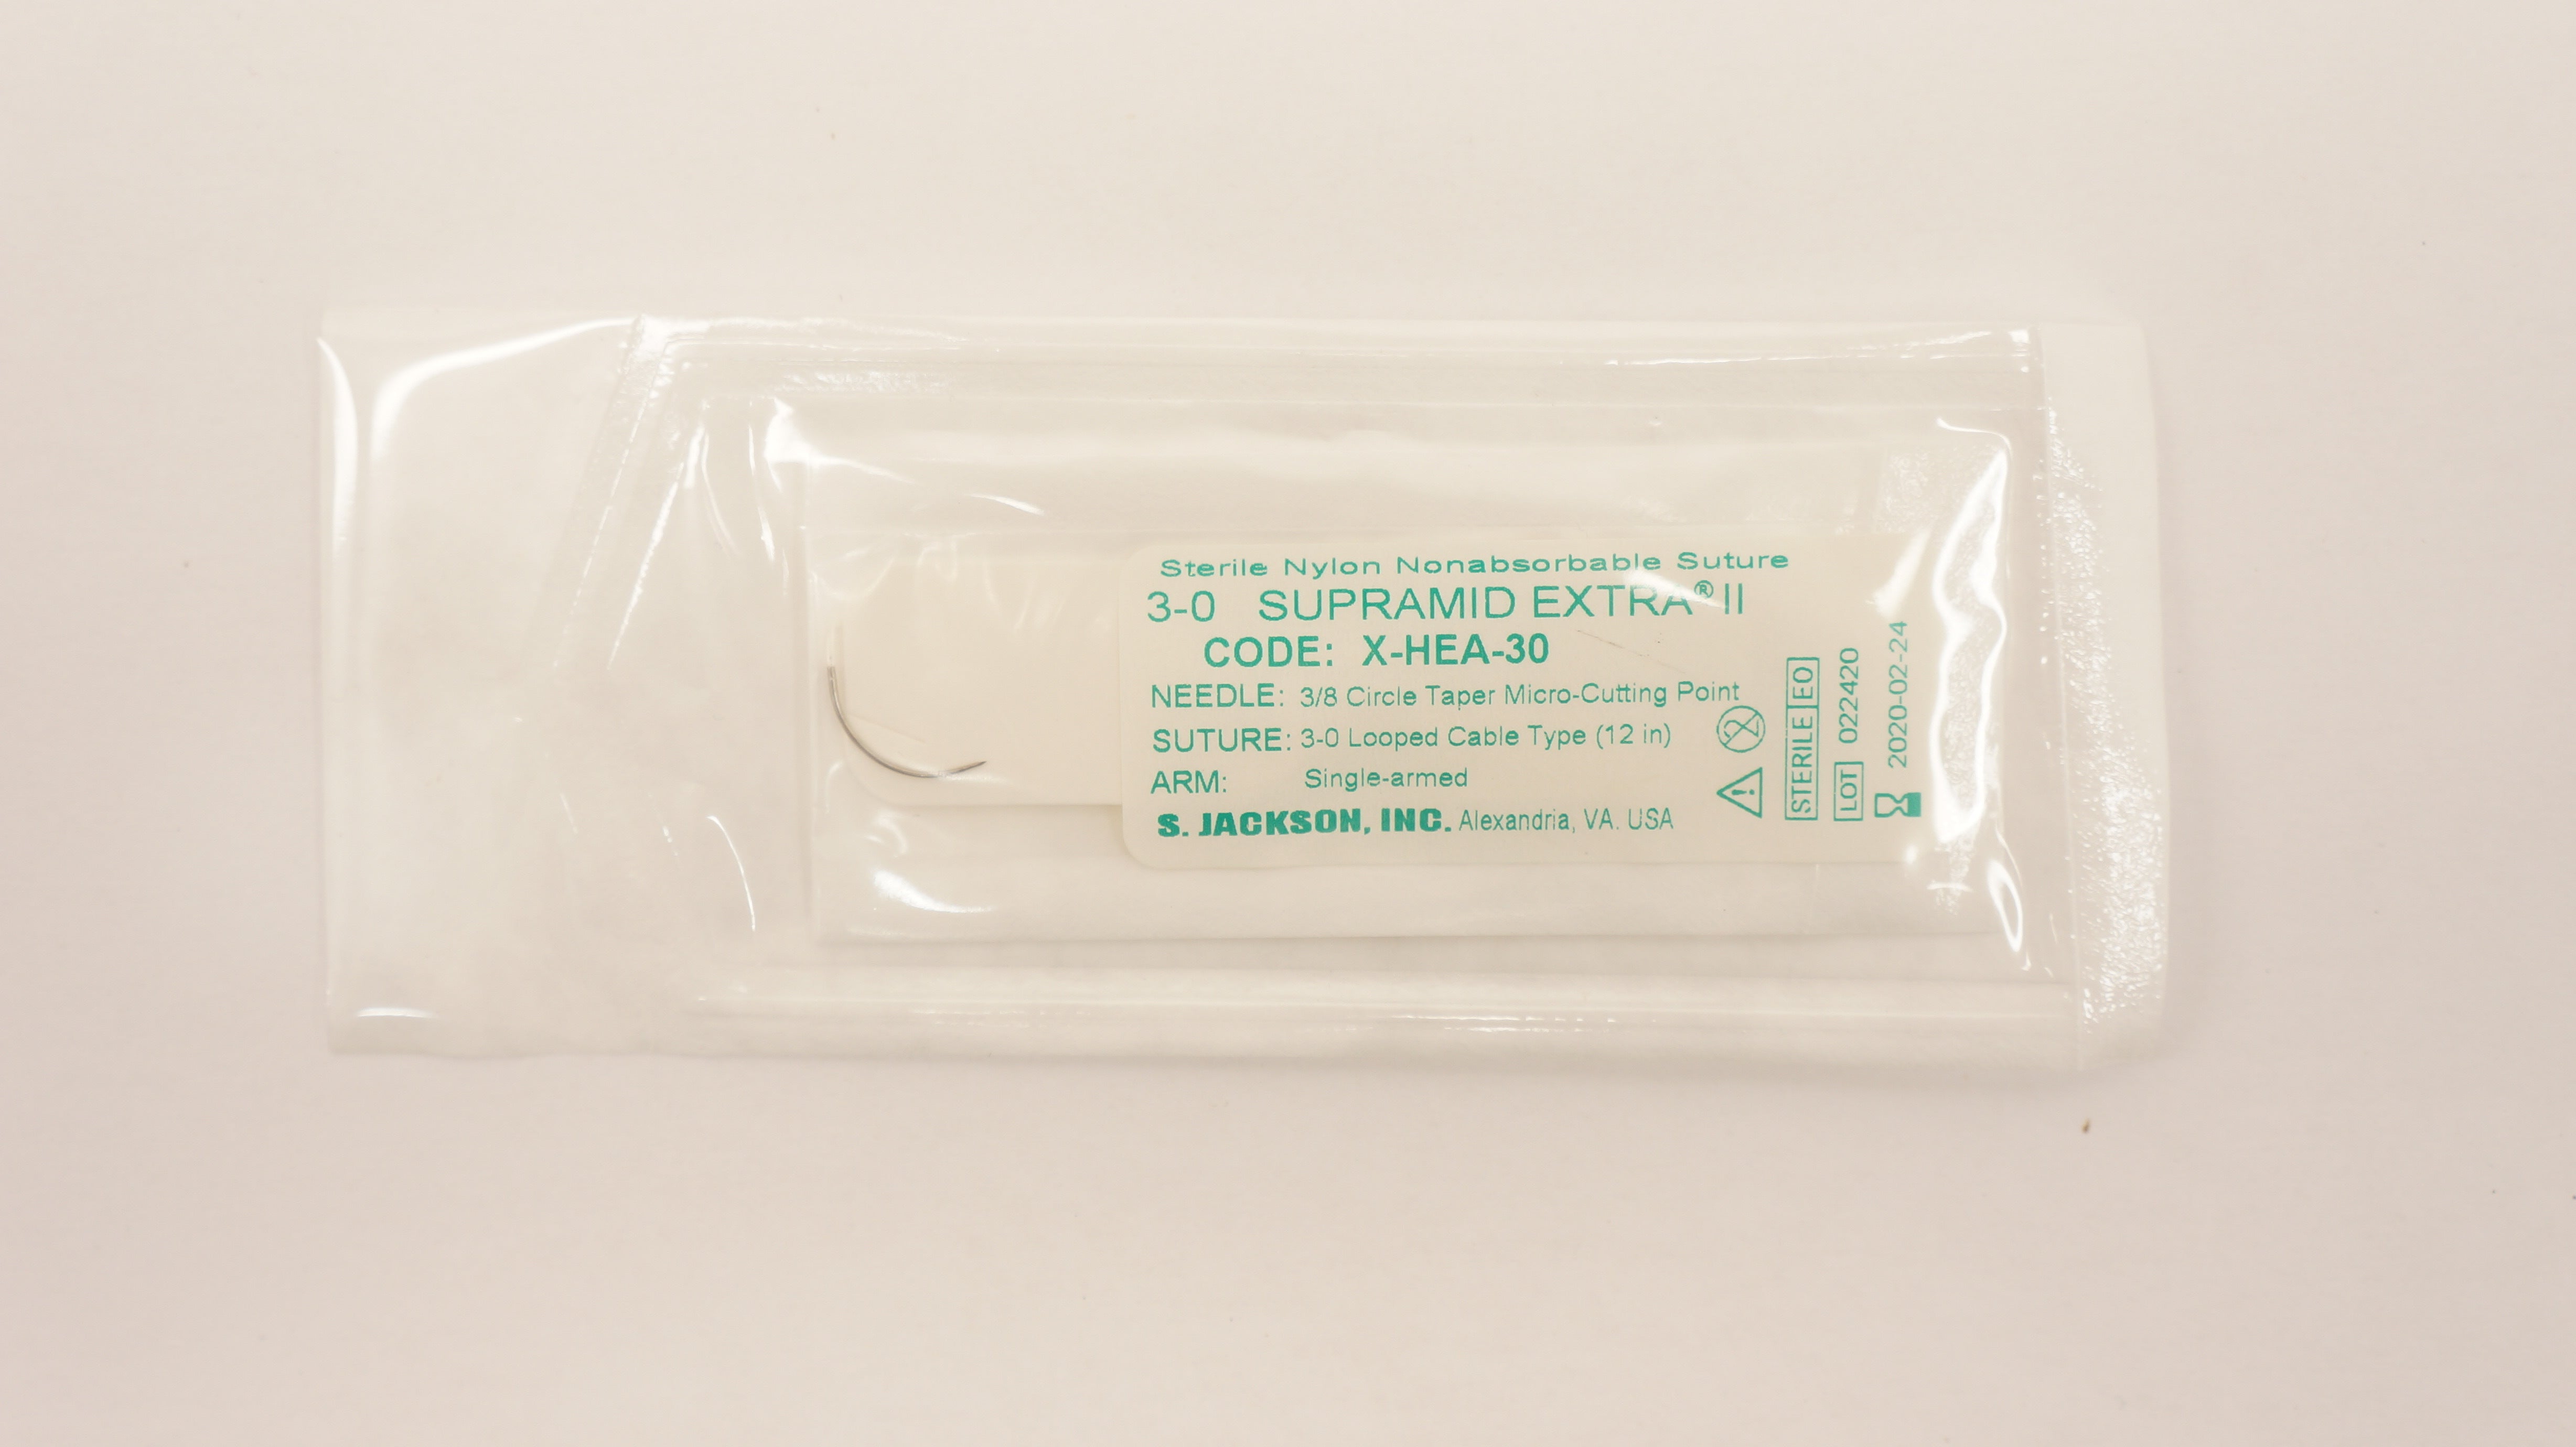 Sterile Nylon Nonabsorbable Suture
3-0 SUPRAMID EXTRA® II
CODE: X-HEA-30
NEEDLE: 3/8 Circle Taper Micro-Cutting Point
SUTURE: 3-0 Looped Cable Type (12 in)
ARM: Single-armed
S. JACKSON, INC. Alexandria, VA. USA
2
STERILE EO
LOT 022420
2020-02-24